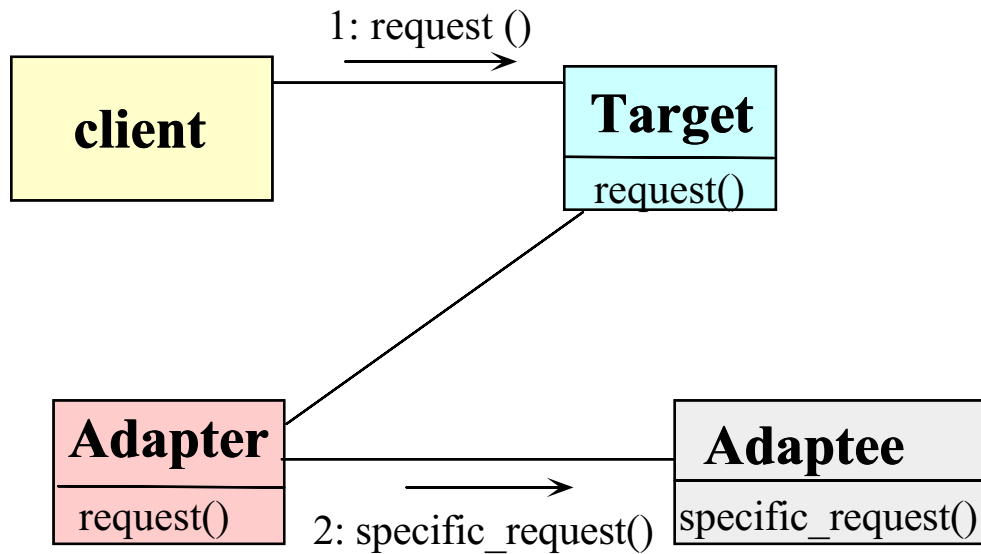 1: request ()
client
Target
request()
Adapter
request()
2: specific_request()
Adaptee
specific_request()